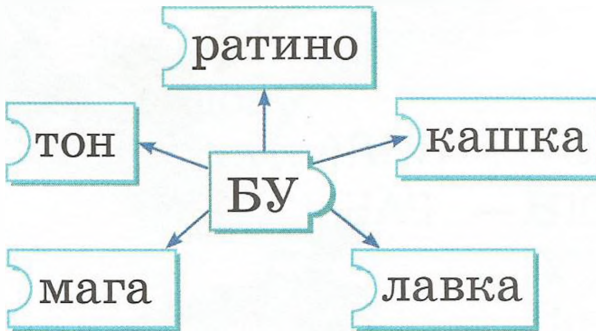 ратино
тон
кашка
БУ
мага
лавка